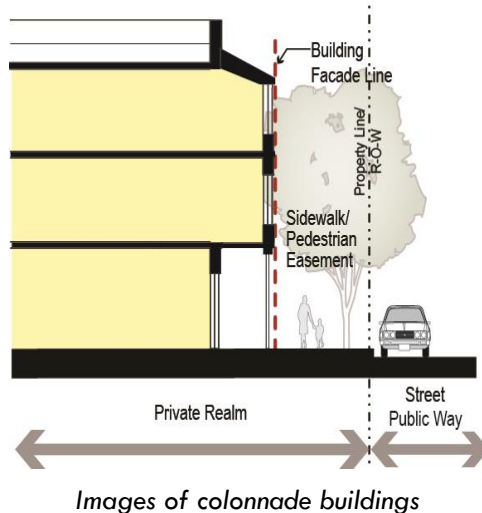 Building
Facade Line
Property Line/
R-O-W
Sidewalk/
Pedestrian
Easement
Private Realm
Street
Public Way
Images of colonnade buildings